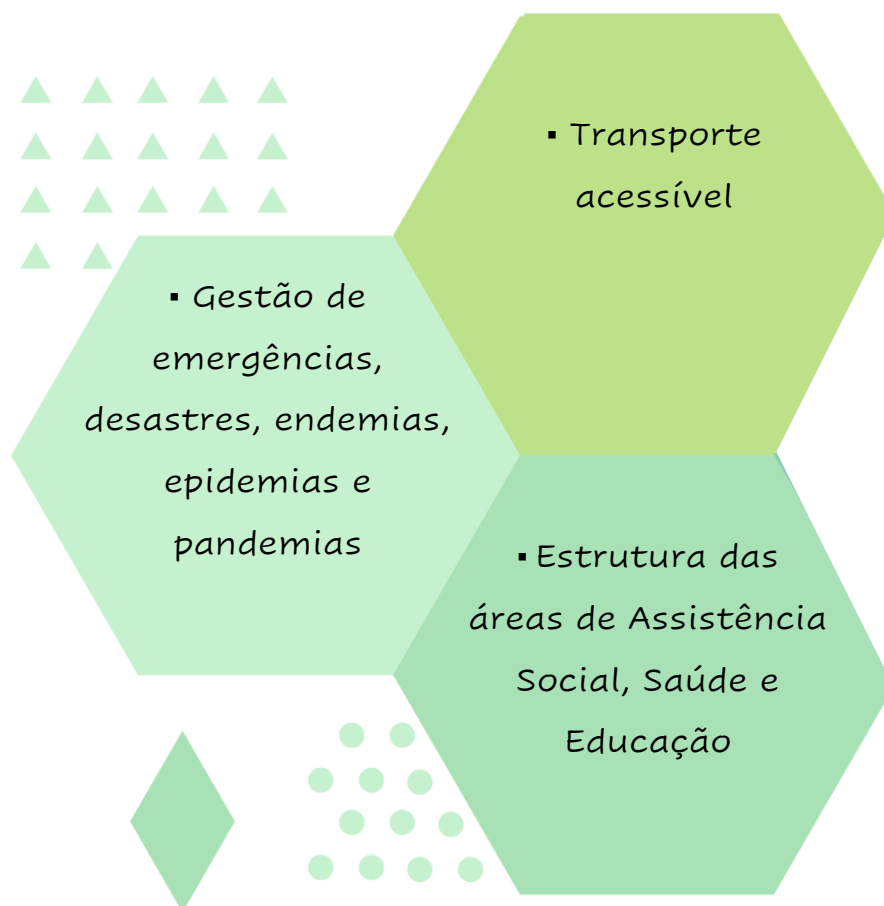 ▪ Transporte
acessível
▪ Gestão de
emergências,
desastres, endemias,
epidemias e
pandemias
▪ Estrutura das
áreas de Assistência
Social, Saúde e
Educação